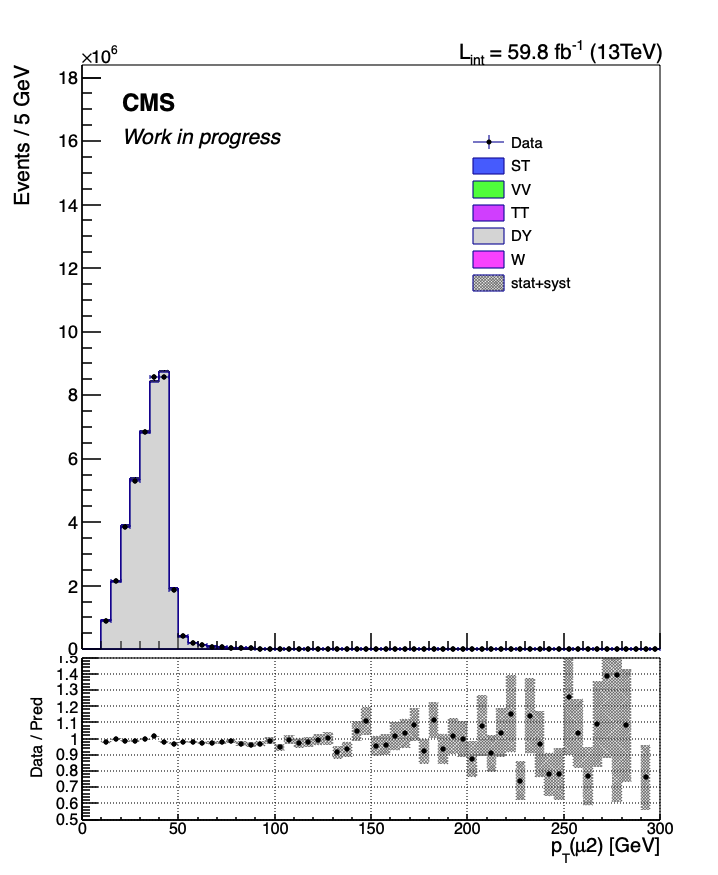 ×10⁶
L_int = 59.8 fb⁻¹ (13TeV)
Events / 5 GeV
18
16
14
12
10
8
6
4
2
0
CMS
Work in progress
Data
ST
VV
TT
DY
W
stat+syst
Data / Pred
1.5
1.4
1.3
1.2
1.1
1
0.9
0.8
0.7
0.6
0.5
0 50 100 150 200 250 300
p_T(μ2) [GeV]